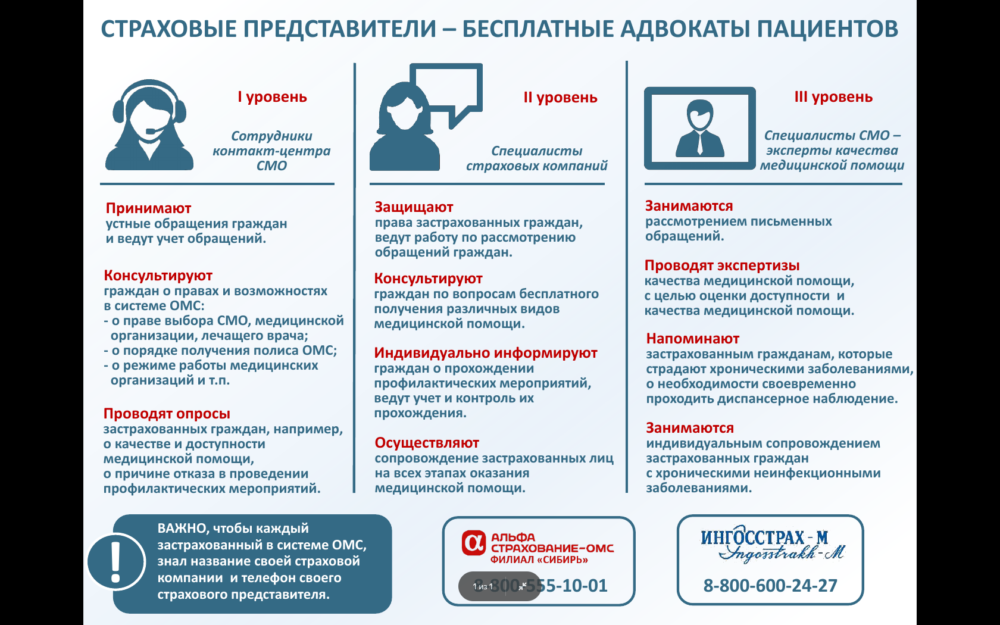 СТРАХОВЫЕ ПРЕДСТАВИТЕЛИ – БЕСПЛАТНЫЕ АДВОКАТЫ ПАЦИЕНТОВ
I уровень
Сотрудники
контакт-центра
СМО
Принимают
устные обращения граждан
и ведут учет обращений.
Консультируют
граждан о правах и возможностях
в системе ОМС:
- о праве выбора СМО, медицинской
организации, лечащего врача;
- о порядке получения полиса ОМС;
- о режиме работы медицинских
организаций и т.п.
Проводят опросы
застрахованных граждан, например,
о качестве и доступности
медицинской помощи,
о причине отказа в проведении
профилактических мероприятий.
II уровень
Специалисты
страховых компаний
Защищают
права застрахованных граждан,
ведут работу по рассмотрению
обращений граждан.
Консультируют
граждан по вопросам бесплатного
получения различных видов
медицинской помощи.
Индивидуально информируют
граждан о прохождении
профилактических мероприятий,
ведут учет и контроль их
прохождения.
Осуществляют
сопровождение застрахованных лиц
на всех этапах оказания
медицинской помощи.
III уровень
Специалисты СМО –
эксперты качества
медицинской помощи
Занимаются
рассмотрением письменных
обращений.
Проводят экспертизы
качества медицинской помощи,
с целью оценки доступности и
качества медицинской помощи.
Напоминают
застрахованным гражданам, которые
страдают хроническими заболеваниями,
о необходимости своевременно
проходить диспансерное наблюдение.
Занимаются
индивидуальным сопровождением
застрахованных граждан
с хроническими неинфекционными
заболеваниями.
!
ВАЖНО, чтобы каждый
застрахованный в системе ОМС,
знал название своей страховой
компании и телефон своего
страхового представителя.
α АЛЬФА
СТРАХОВАНИЕ-ОМС
ФИЛИАЛ «СИБИРЬ»
8-800-555-10-01
1 из 1
ИНГОССТРАХ - М
Ingosstrakh - M
8-800-600-24-27